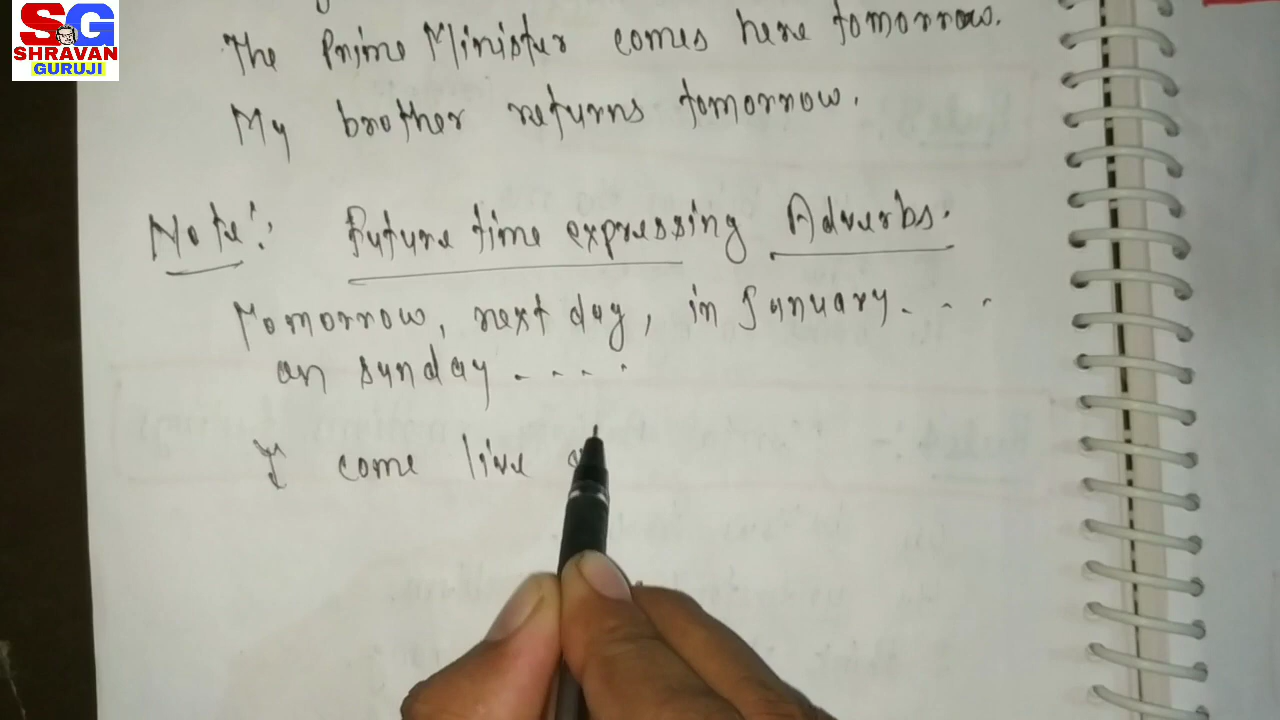 SG
SHRAVAN
GURUJI
The Prime Minister comes here tomorrow.
My brother returns tomorrow.
Note:- Future time expressing Adverbs.
Tomorrow, next day, in January. . .
on sunday . . . .
I come live